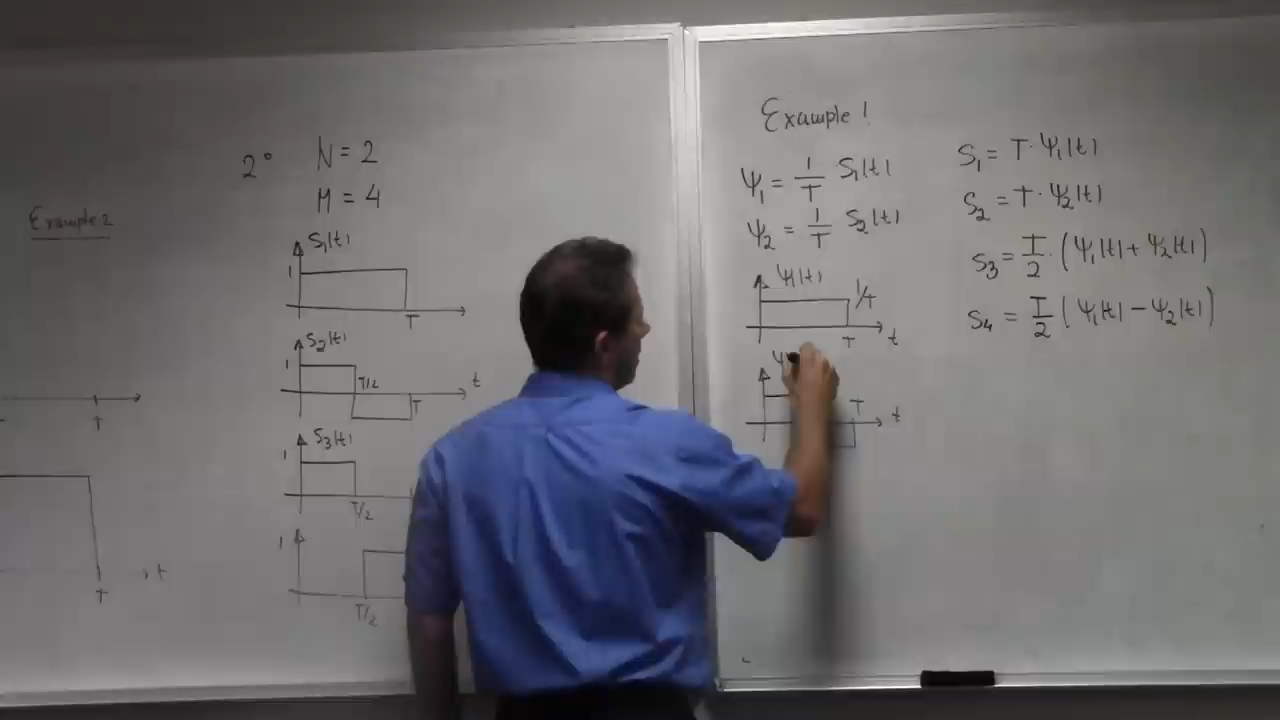 Example 2
T
T
t
2° N = 2
M = 4
S₁(t)
1
T
S₂(t)
1
T/2
T
t
S₃(t)
1
T/2
1
T/2
Example 1
Ψ₁ = 1/T S₁(t)
Ψ₂ = 1/T S₂(t)
Ψ₁(t)
1/T
T
t
Ψ
T
t
S₁ = T · Ψ₁(t)
S₂ = T · Ψ₂(t)
S₃ = T/2 · (Ψ₁(t) + Ψ₂(t))
S₄ = T/2 (Ψ₁(t) − Ψ₂(t))